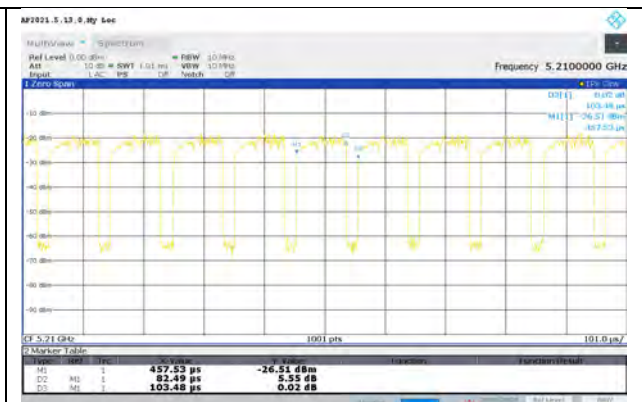 AP2021.5.13.0,My Loc
MultiView Spectrum
Ref Level 0.00 dBm RBW 10 MHz
Att 10 dB SWT 1.01 ms VBW 10 MHz
Input 1 AC PS Off Notch Off
Frequency 5.2100000 GHz
1 Zero Span
D3[1] 0.02 dB
103.48 µs
M1[1] -26.51 dBm
457.53 µs
-10 dBm
-20 dBm
-30 dBm
-40 dBm
-50 dBm
-60 dBm
-70 dBm
-80 dBm
-90 dBm
M1
CF 5.21 GHz 1001 pts 101.0 µs/
2 Marker Table
Type Ref Trc X-Value Y-Value Function Function Result
M1 1 457.53 µs -26.51 dBm
D2 M1 1 82.49 µs 5.55 dB
D3 M1 1 103.48 µs 0.02 dB
Ref Level RBW